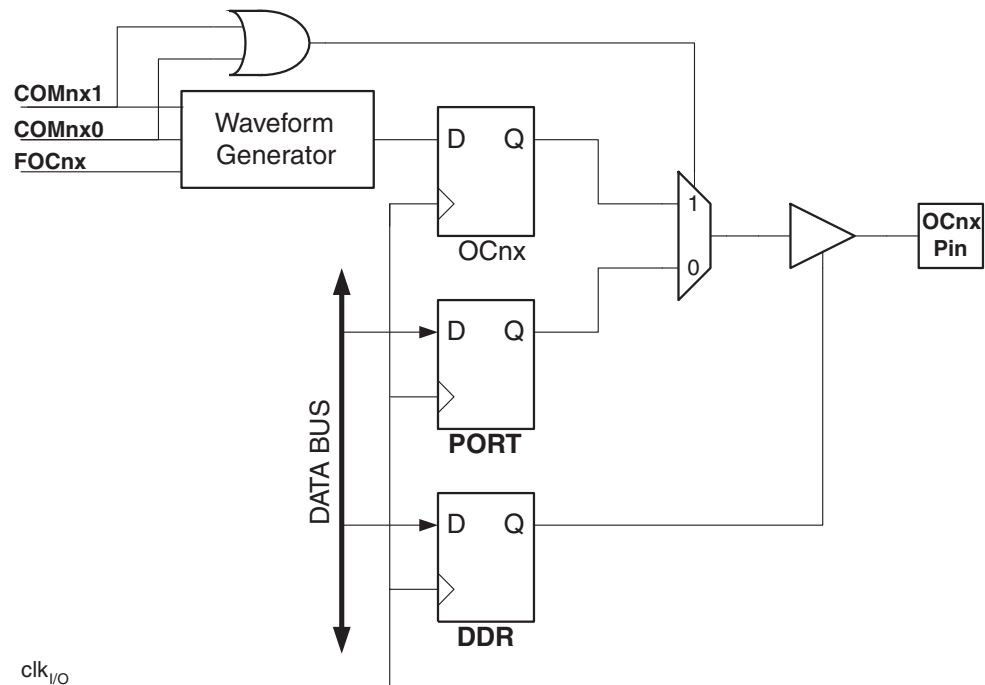 COMnx1
COMnx0
FOCnx
Waveform
Generator
D Q
OCnx
1
0
OCnx
Pin
D Q
PORT
DATA BUS
D Q
DDR
clkI/O